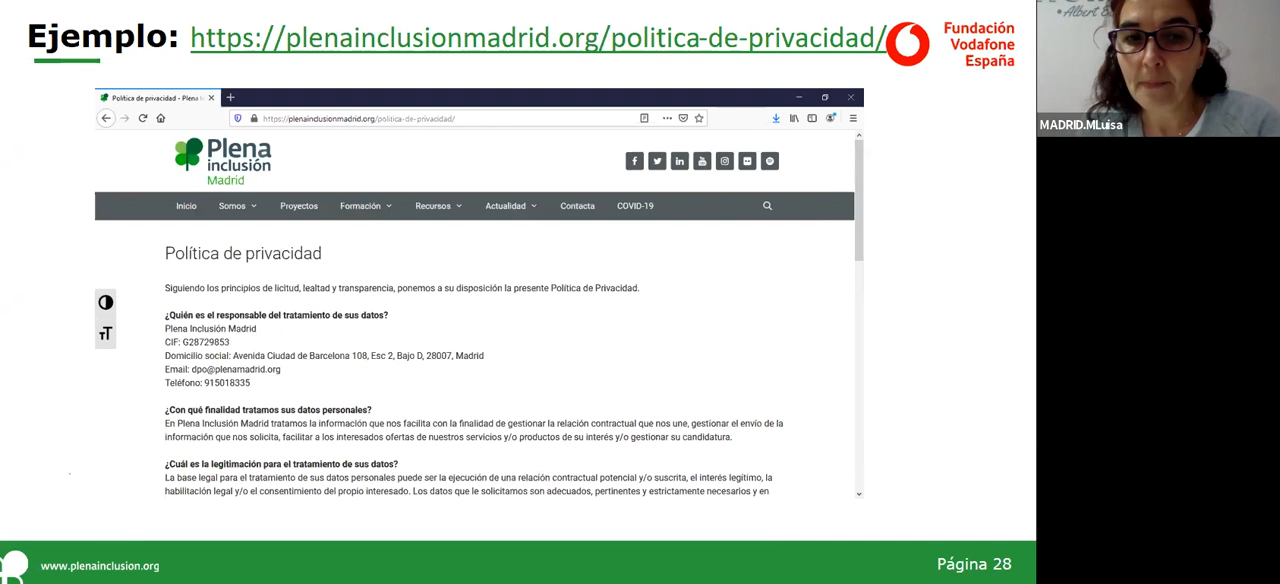 Ejemplo: https://plenainclusionmadrid.org/politica-de-privacidad/
Fundación
Vodafone
España
MADRID.MLuisa
Política de privacidad - Plena
https://plenainclusionmadrid.org/politica-de-privacidad/
Plena
inclusión
Madrid
Inicio Somos Proyectos Formación Recursos Actualidad Contacta COVID-19
Política de privacidad
Siguiendo los principios de licitud, lealtad y transparencia, ponemos a su disposición la presente Política de Privacidad.
¿Quién es el responsable del tratamiento de sus datos?
Plena Inclusión Madrid
CIF: G28729853
Domicilio social: Avenida Ciudad de Barcelona 108, Esc 2, Bajo D, 28007, Madrid
Email: dpo@plenamadrid.org
Teléfono: 915018335
¿Con qué finalidad tratamos sus datos personales?
En Plena Inclusión Madrid tratamos la información que nos facilita con la finalidad de gestionar la relación contractual que nos une, gestionar el envío de la
información que nos solicita, facilitar a los interesados ofertas de nuestros servicios y/o productos de su interés y/o gestionar su candidatura.
¿Cuál es la legitimación para el tratamiento de sus datos?
La base legal para el tratamiento de sus datos personales puede ser la ejecución de una relación contractual potencial y/o suscrita, el interés legítimo, la
habilitación legal y/o el consentimiento del propio interesado. Los datos que le solicitamos son adecuados, pertinentes y estrictamente necesarios y en
www.plenainclusion.org
Página 28